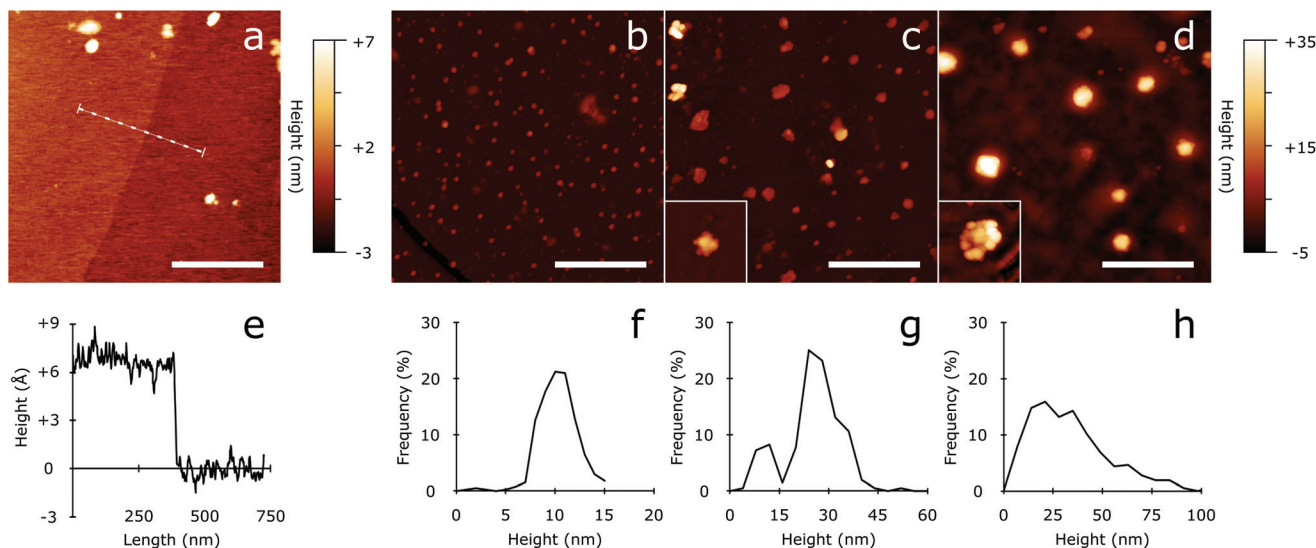 a
+7
+2
-3
Height (nm)
b
c
d
+35
+15
-5
Height (nm)
e
+9
+6
+3
0
-3
Height (Å)
250
500
750
Length (nm)
f
30
20
10
0
Frequency (%)
0
5
10
15
20
Height (nm)
g
30
20
10
0
Frequency (%)
0
15
30
45
60
Height (nm)
h
30
20
10
0
Frequency (%)
0
25
50
75
100
Height (nm)